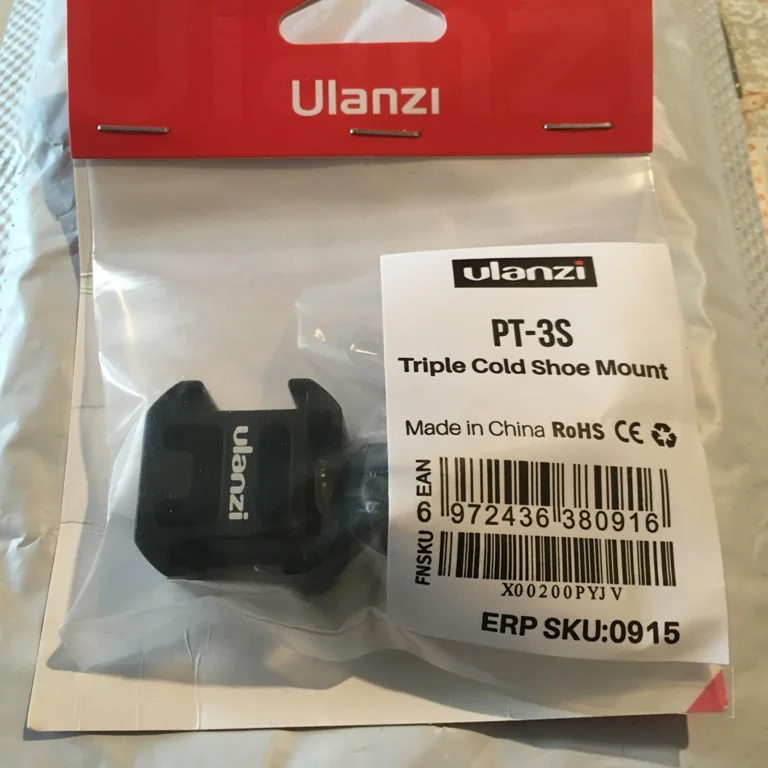 Ulanzi
ulanzi
PT-3S
Triple Cold Shoe Mount
Made in China RoHS CE
EAN
6 972436 380916
FNSKU
X00200PYJV
ERP SKU:0915
ulanzi